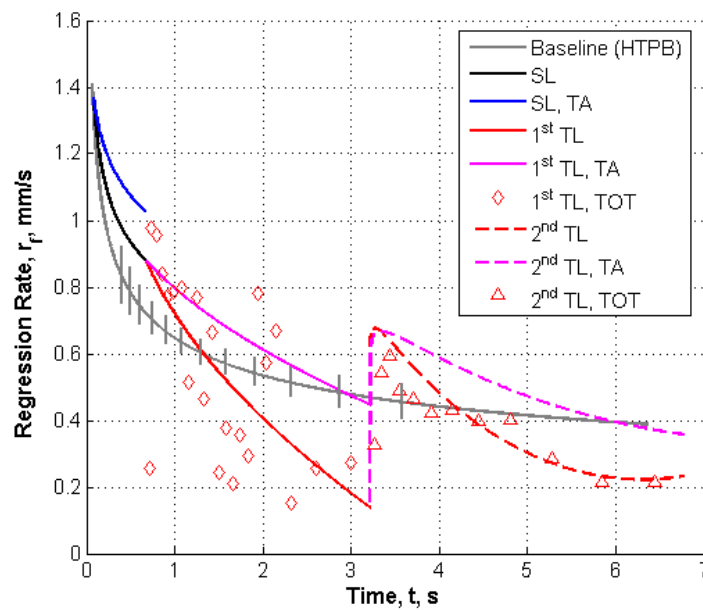 1.6
1.4
1.2
1
0.8
0.6
0.4
0.2
0
Regression Rate, r_f, mm/s
Baseline (HTPB)
SL
SL, TA
1st TL
1st TL, TA
1st TL, TOT
2nd TL
2nd TL, TA
2nd TL, TOT
0 1 2 3 4 5 6 7
Time, t, s